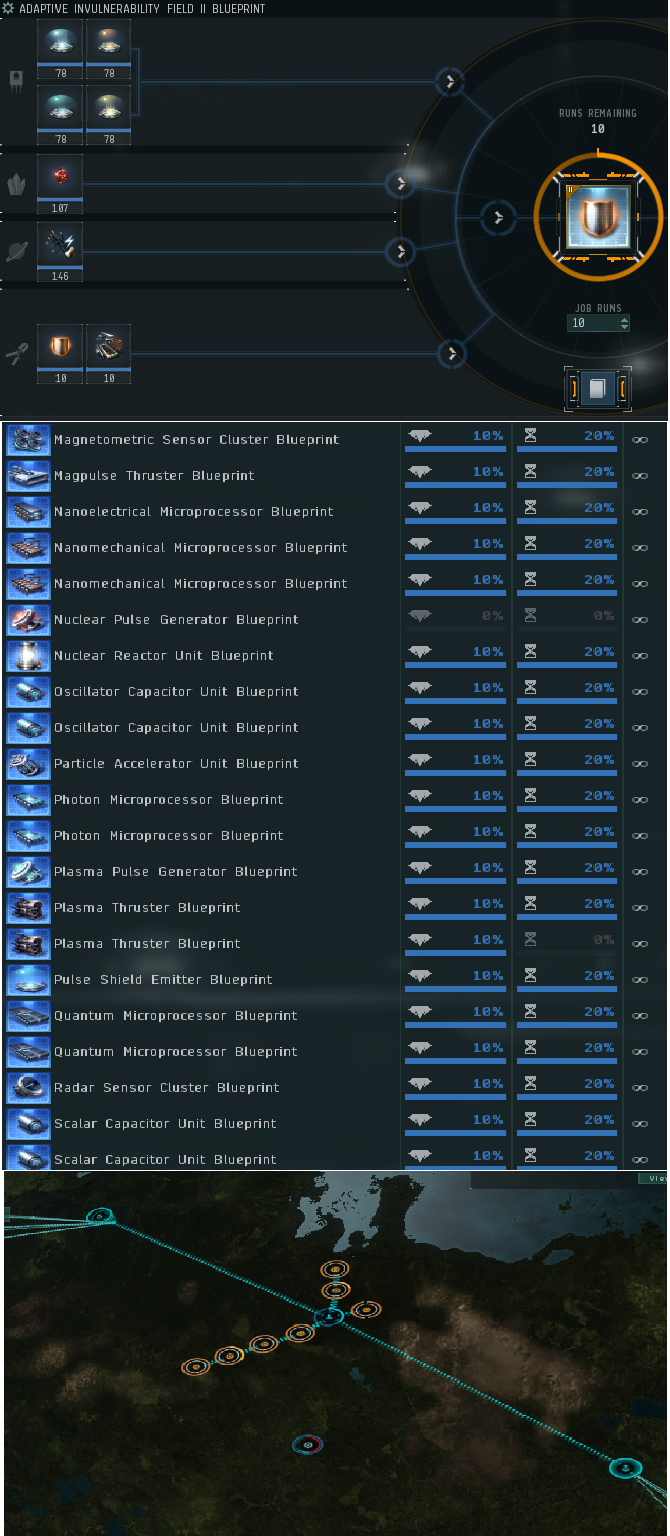 ADAPTIVE INVULNERABILITY FIELD II BLUEPRINT
78 78
78 78
107
146
10 10
RUNS REMAINING
10
II
JOB RUNS
10
Magnetometric Sensor Cluster Blueprint 10% 20%
Magpulse Thruster Blueprint 10% 20%
Nanoelectrical Microprocessor Blueprint 10% 20%
Nanomechanical Microprocessor Blueprint 10% 20%
Nanomechanical Microprocessor Blueprint 10% 20%
Nuclear Pulse Generator Blueprint 0% 0%
Nuclear Reactor Unit Blueprint 10% 20%
Oscillator Capacitor Unit Blueprint 10% 20%
Oscillator Capacitor Unit Blueprint 10% 20%
Particle Accelerator Unit Blueprint 10% 20%
Photon Microprocessor Blueprint 10% 20%
Photon Microprocessor Blueprint 10% 20%
Plasma Pulse Generator Blueprint 10% 20%
Plasma Thruster Blueprint 10% 20%
Plasma Thruster Blueprint 10% 0%
Pulse Shield Emitter Blueprint 10% 20%
Quantum Microprocessor Blueprint 10% 20%
Quantum Microprocessor Blueprint 10% 20%
Radar Sensor Cluster Blueprint 10% 20%
Scalar Capacitor Unit Blueprint 10% 20%
Scalar Capacitor Unit Blueprint 10% 20%